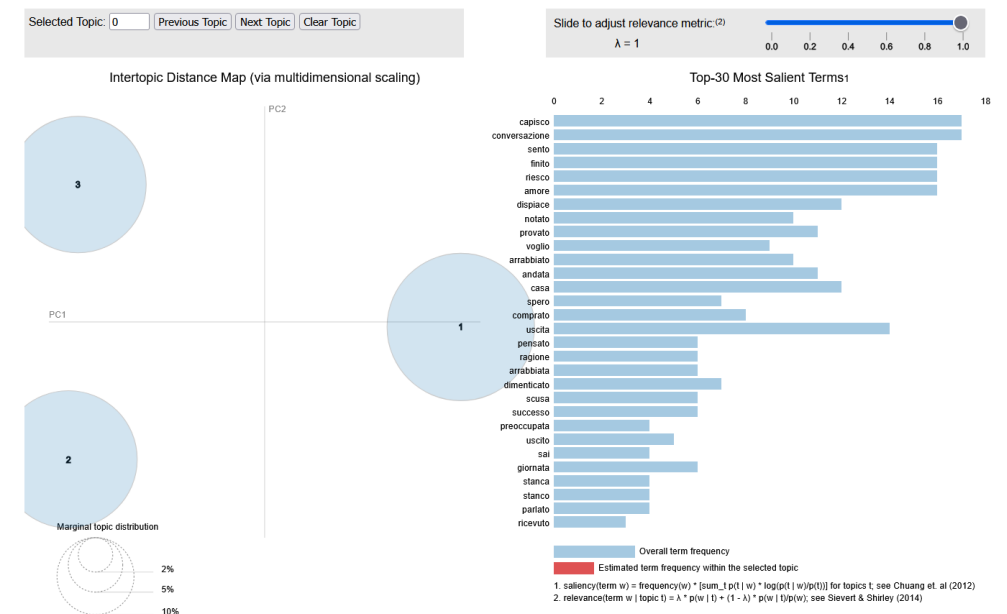 Selected Topic: 0 Previous Topic Next Topic Clear Topic
Slide to adjust relevance metric:(2)
λ = 1
0.0 0.2 0.4 0.6 0.8 1.0
Intertopic Distance Map (via multidimensional scaling)
PC2
PC1
3
1
2
Marginal topic distribution
2%
5%
10%
Top-30 Most Salient Terms1
0 2 4 6 8 10 12 14 16 18
capisco
conversazione
sento
finito
riesco
amore
dispiace
notato
provato
voglio
arrabbiato
andata
casa
spero
comprato
uscita
pensato
ragione
arrabbiata
dimenticato
scusa
successo
preoccupata
uscito
sai
giornata
stanca
stanco
parlato
ricevuto
Overall term frequency
Estimated term frequency within the selected topic
1. saliency(term w) = frequency(w) * [sum_t p(t | w) * log(p(t | w)/p(t))] for topics t; see Chuang et. al (2012)
2. relevance(term w | topic t) = λ * p(w | t) + (1 - λ) * p(w | t)/p(w); see Sievert & Shirley (2014)